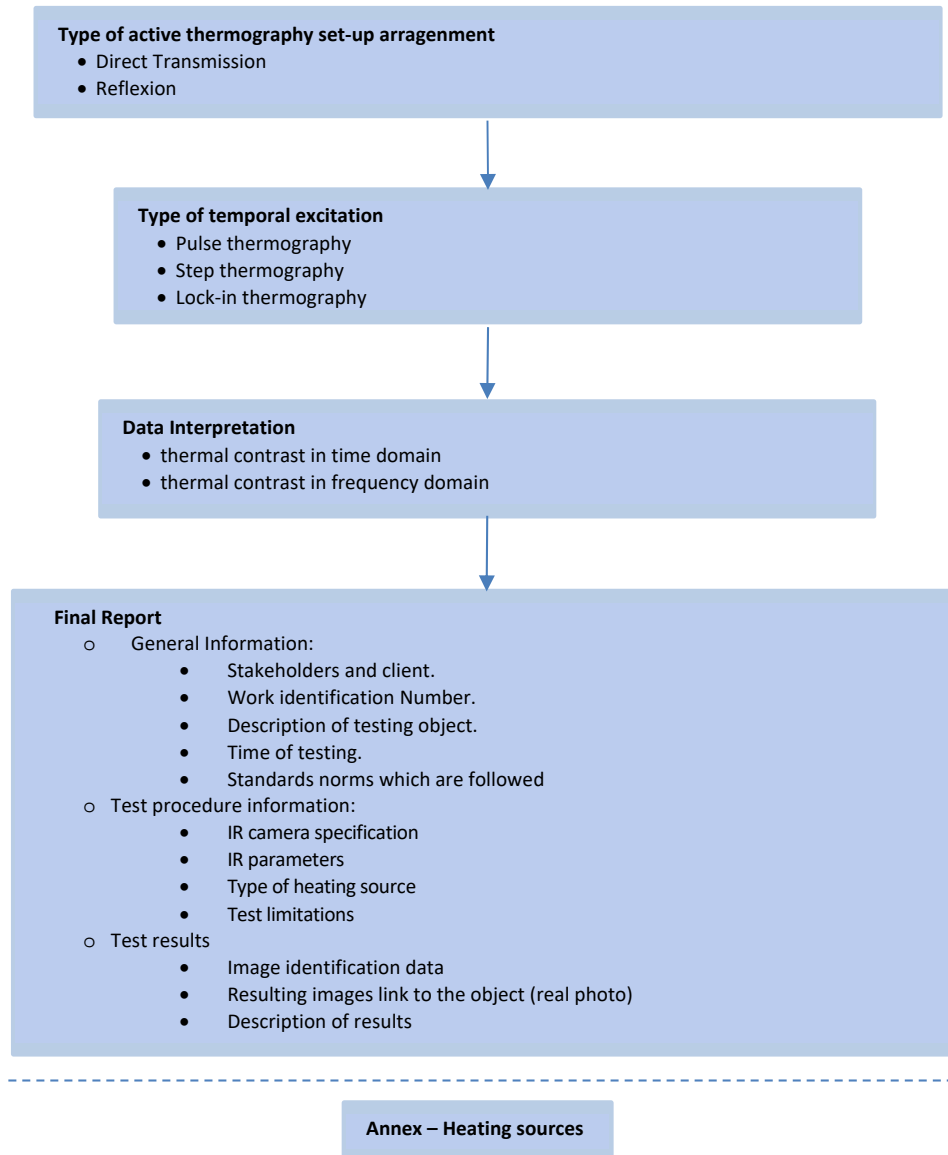 Type of active thermography set-up arragenment
• Direct Transmission
• Reflexion
Type of temporal excitation
• Pulse thermography
• Step thermography
• Lock-in thermography
Data Interpretation
• thermal contrast in time domain
• thermal contrast in frequency domain
Final Report
o General Information:
• Stakeholders and client.
• Work identification Number.
• Description of testing object.
• Time of testing.
• Standards norms which are followed
o Test procedure information:
• IR camera specification
• IR parameters
• Type of heating source
• Test limitations
o Test results
• Image identification data
• Resulting images link to the object (real photo)
• Description of results
Annex – Heating sources